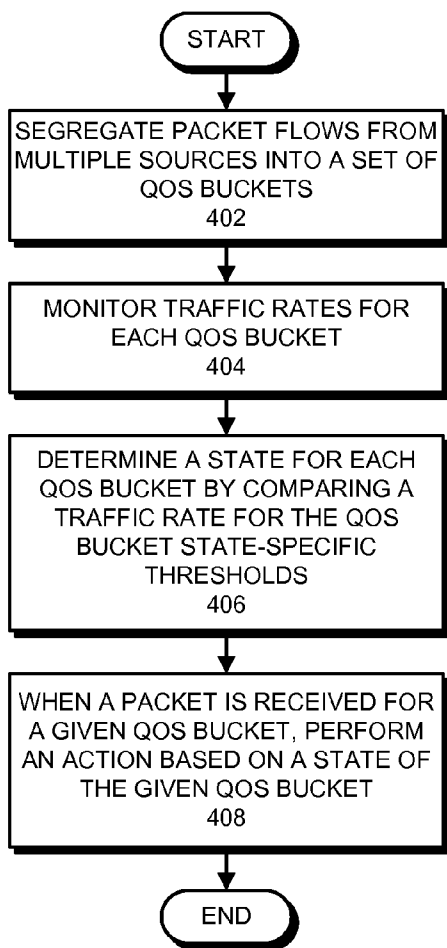 START
SEGREGATE PACKET FLOWS FROM
MULTIPLE SOURCES INTO A SET OF
QOS BUCKETS
402
MONITOR TRAFFIC RATES FOR
EACH QOS BUCKET
404
DETERMINE A STATE FOR EACH
QOS BUCKET BY COMPARING A
TRAFFIC RATE FOR THE QOS
BUCKET STATE-SPECIFIC
THRESHOLDS
406
WHEN A PACKET IS RECEIVED FOR
A GIVEN QOS BUCKET, PERFORM
AN ACTION BASED ON A STATE OF
THE GIVEN QOS BUCKET
408
END